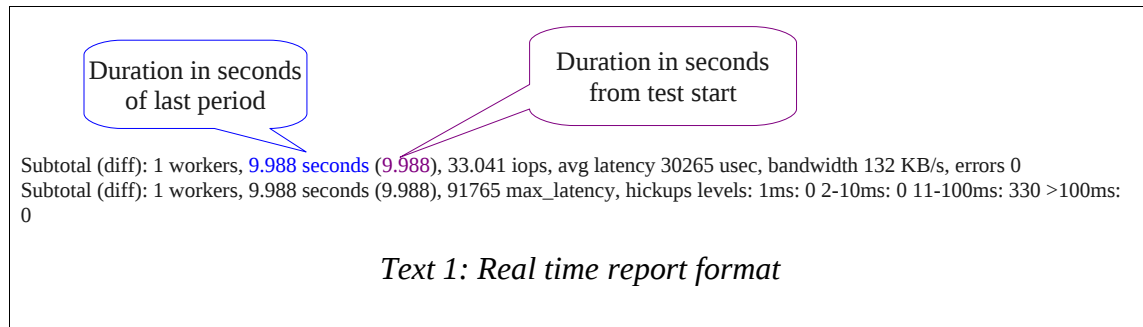 Duration in seconds
of last period
Duration in seconds
from test start
Subtotal (diff): 1 workers, 9.988 seconds (9.988), 33.041 iops, avg latency 30265 usec, bandwidth 132 KB/s, errors 0
Subtotal (diff): 1 workers, 9.988 seconds (9.988), 91765 max_latency, hickups levels: 1ms: 0 2-10ms: 0 11-100ms: 330 >100ms:
0
Text 1: Real time report format